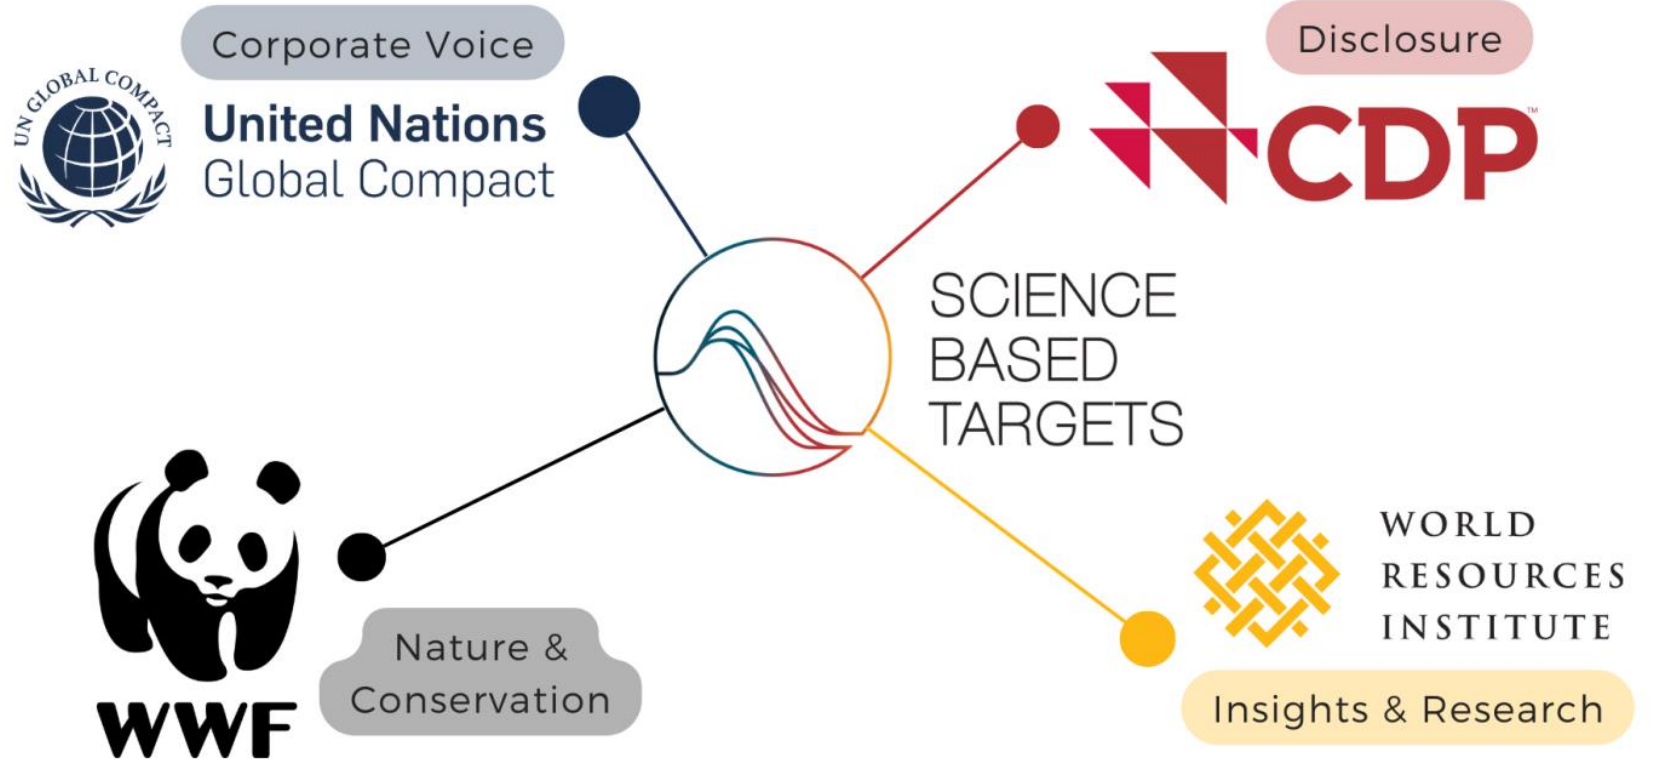 Corporate Voice
UN GLOBAL COMPACT
United Nations
Global Compact
Disclosure
CDP™
SCIENCE
BASED
TARGETS
WWF
Nature &
Conservation
WORLD
RESOURCES
INSTITUTE
Insights & Research